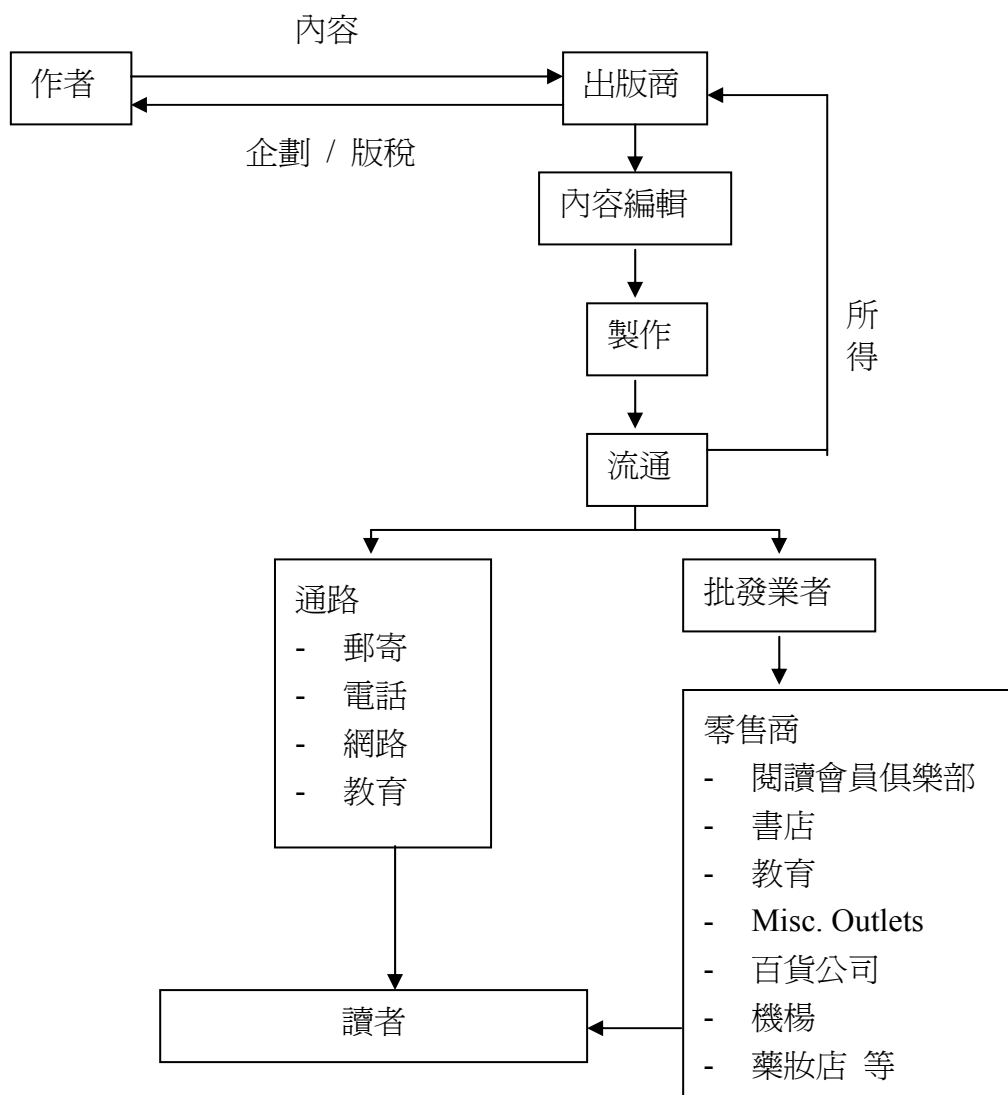 內容
作者
出版商
企劃 / 版稅
內容編輯
製作
所
得
流通
通路
- 郵寄
- 電話
- 網路
- 教育
批發業者
零售商
- 閱讀會員俱樂部
- 書店
- 教育
- Misc. Outlets
- 百貨公司
- 機楊
- 藥妝店 等
讀者